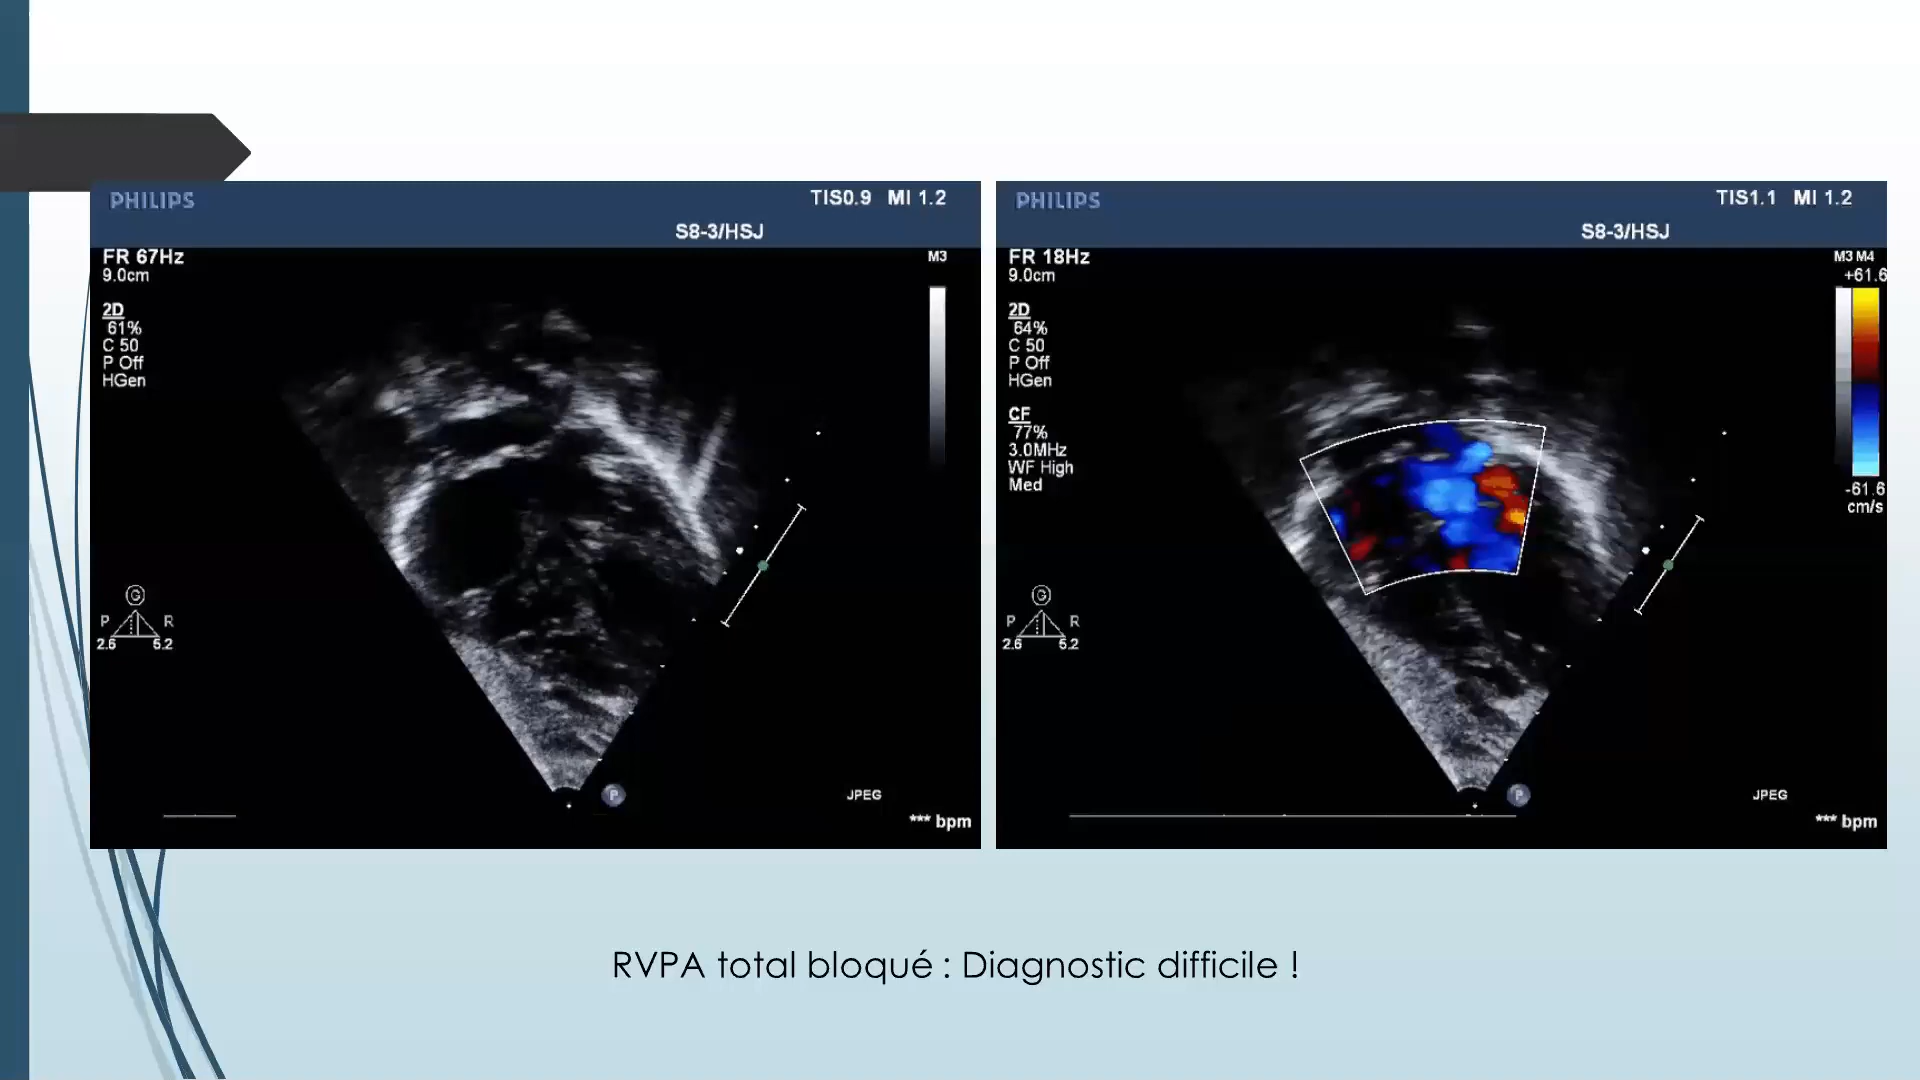 PHILIPS
TIS0.9 MI 1.2
S8-3/HSJ
FR 67Hz
9.0cm
M3
2D
61%
C 50
P Off
HGen
G
P R
2.6 5.2
P
JPEG
*** bpm
PHILIPS
TIS1.1 MI 1.2
S8-3/HSJ
FR 18Hz
9.0cm
M3 M4
+61.6
2D
64%
C 50
P Off
HGen
CF
77%
3.0MHz
WF High
Med
-61.6
cm/s
G
P R
2.6 5.2
P
JPEG
*** bpm
RVPA total bloqué : Diagnostic difficile !